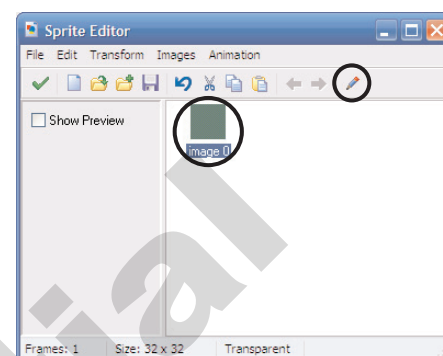 Sprite Editor
File Edit Transform Images Animation
Show Preview
image 0
Frames: 1 Size: 32 x 32 Transparent